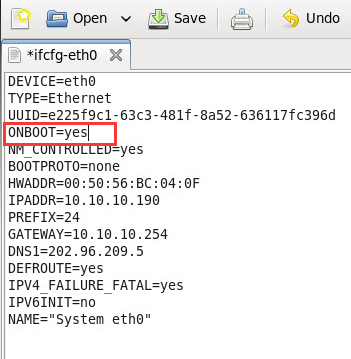 Open Save Undo
*ifcfg-eth0
DEVICE=eth0
TYPE=Ethernet
UUID=e225f9c1-63c3-481f-8a52-636117fc396d
ONBOOT=yes
NM_CONTROLLED=yes
BOOTPROTO=none
HWADDR=00:50:56:BC:04:0F
IPADDR=10.10.10.190
PREFIX=24
GATEWAY=10.10.10.254
DNS1=202.96.209.5
DEFROUTE=yes
IPV4_FAILURE_FATAL=yes
IPV6INIT=no
NAME="System eth0"